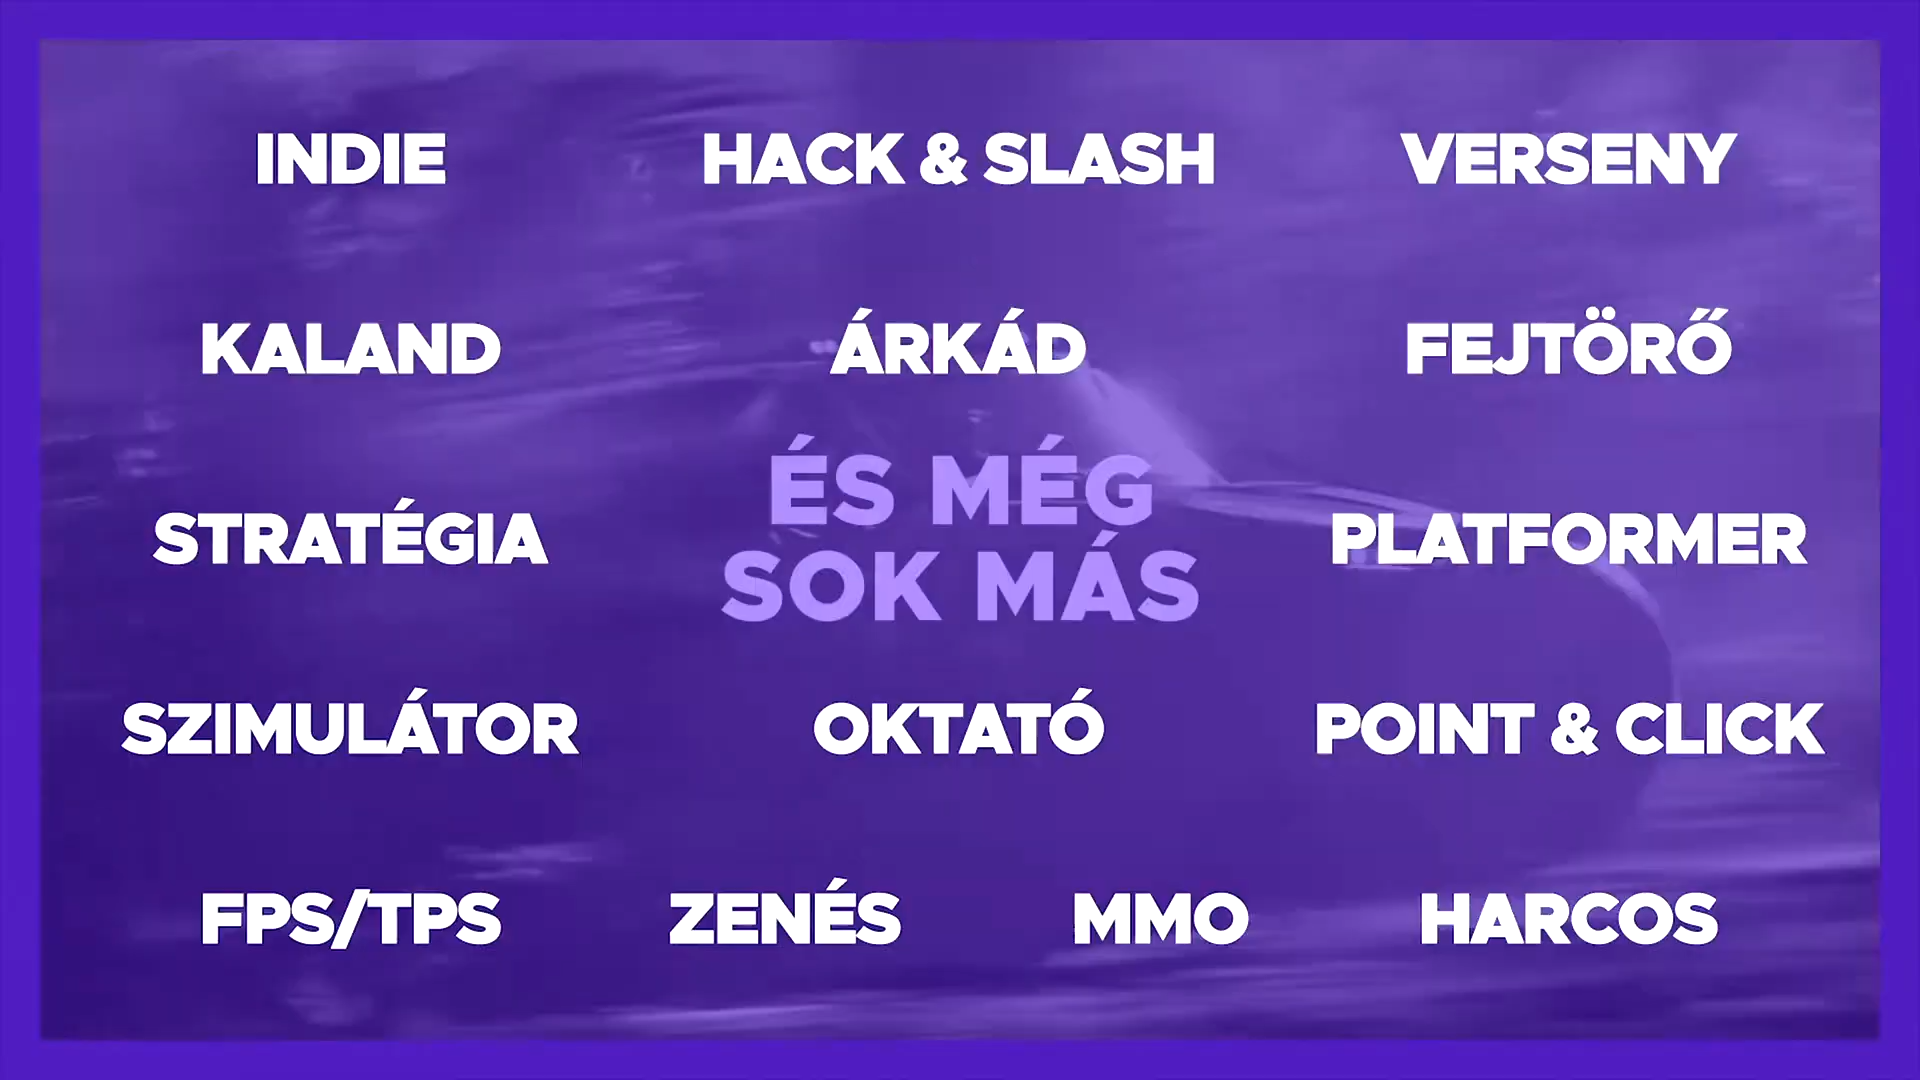 INDIE
HACK & SLASH
VERSENY
KALAND
ÁRKÁD
FEJTÖRŐ
ÉS MÉG
SOK MÁS
STRATÉGIA
PLATFORMER
SZIMULÁTOR
OKTATÓ
POINT & CLICK
FPS/TPS
ZENÉS
MMO
HARCOS